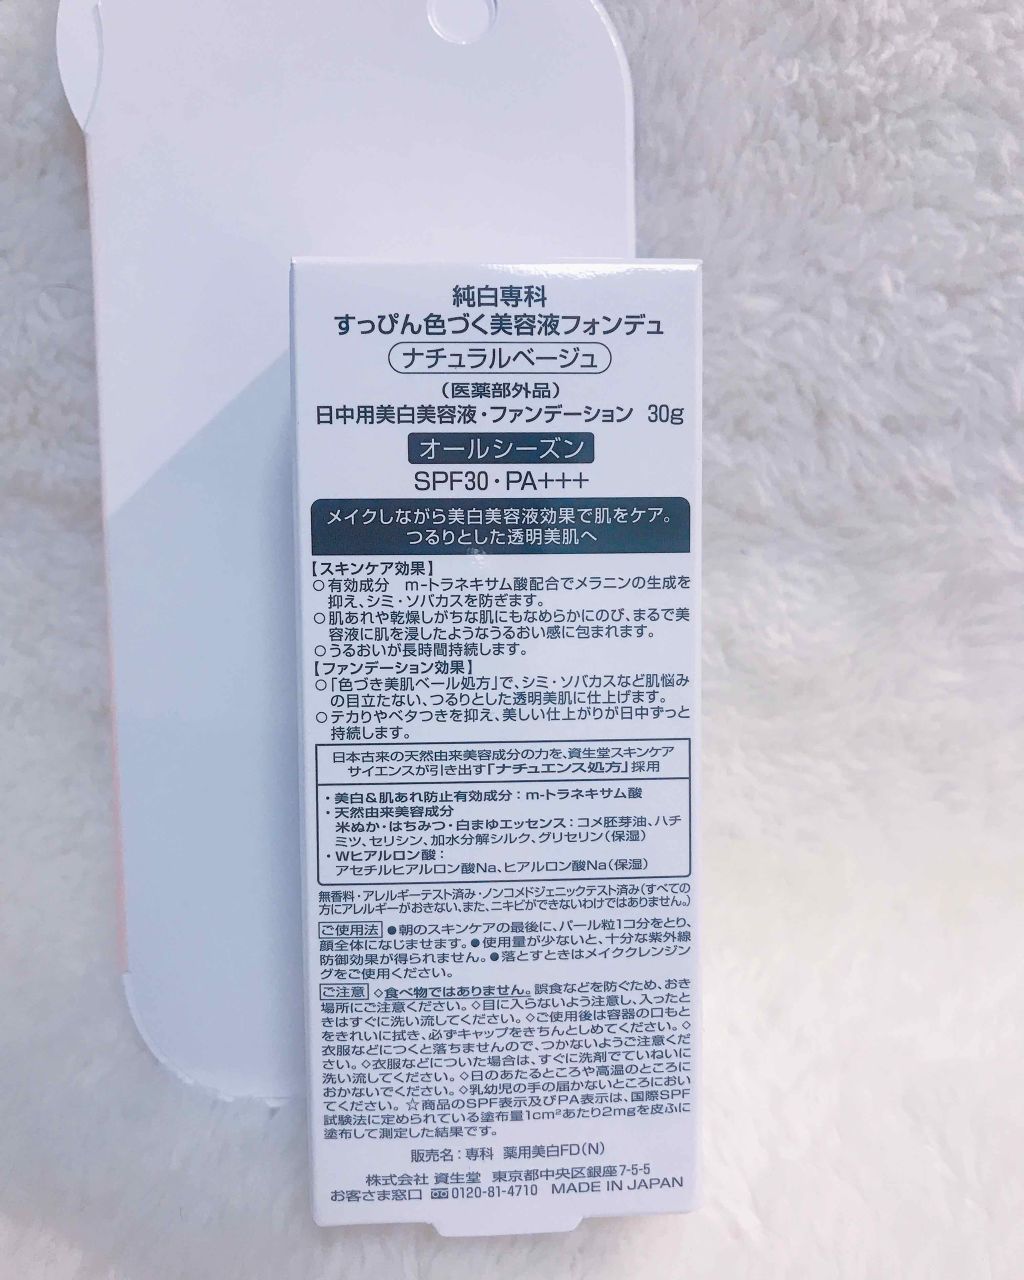 純白専科
すっぴん色づく美容液フォンデュ
ナチュラルベージュ
（医薬部外品）
日中用美白美容液・ファンデーション 30g
オールシーズン
SPF30・PA+++
メイクしながら美白美容液効果で肌をケア。
つるりとした透明美肌へ
【スキンケア効果】
○有効成分 m-トラネキサム酸配合でメラニンの生成を
抑え、シミ・ソバカスを防ぎます。
○肌あれや乾燥しがちな肌にもなめらかにのび、まるで美
容液に肌を浸したようなうるおい感に包まれます。
○うるおいが長時間持続します。
【ファンデーション効果】
○「色づき美肌ベール処方」で、シミ・ソバカスなど肌悩み
の目立たない、つるりとした透明美肌に仕上げます。
○テカりやベタつきを抑え、美しい仕上がりが日中ずっと
持続します。
日本古来の天然由来美容成分の力を、資生堂スキンケア
サイエンスが引き出す「ナチュエンス処方」採用
・美白＆肌あれ防止有効成分：m-トラネキサム酸
・天然由来美容成分
米ぬか・はちみつ・白まゆエッセンス：コメ胚芽油、ハチ
ミツ、セリシン、加水分解シルク、グリセリン（保湿）
・Wヒアルロン酸：
アセチルヒアルロン酸Na、ヒアルロン酸Na（保湿）
無香料・アレルギーテスト済み・ノンコメドジェニックテスト済み（すべての
方にアレルギーがおきない、また、ニキビができないわけではありません。）
ご使用法 ●朝のスキンケアの最後に、パール粒1コ分をとり、
顔全体になじませます。●使用量が少ないと、十分な紫外線
防御効果が得られません。●落とすときはメイククレンジン
グをご使用ください。
ご注意 ◇食べ物ではありません。誤食などを防ぐため、おき
場所にご注意ください。◇目に入らないよう注意し、入ったと
きはすぐに洗い流してください。◇ご使用後は容器の口もと
をきれいに拭き、必ずキャップをきちんとしめてください。◇
衣服などにつくと落ちませんので、つかないようご注意くだ
さい。◇衣服などについた場合は、すぐに洗剤でていねいに
洗い流してください。◇日のあたるところや高温のところに
おかないでください。◇乳幼児の手の届かないところにおい
てください。☆商品のSPF表示及びPA表示は、国際SPF
試験法に定められている塗布量1cm²あたり2mgを皮ふに
塗布して測定した結果です。
販売名：専科 薬用美白FD（N）
株式会社 資生堂 東京都中央区銀座7-5-5
お客さま窓口 0120-81-4710 MADE IN JAPAN